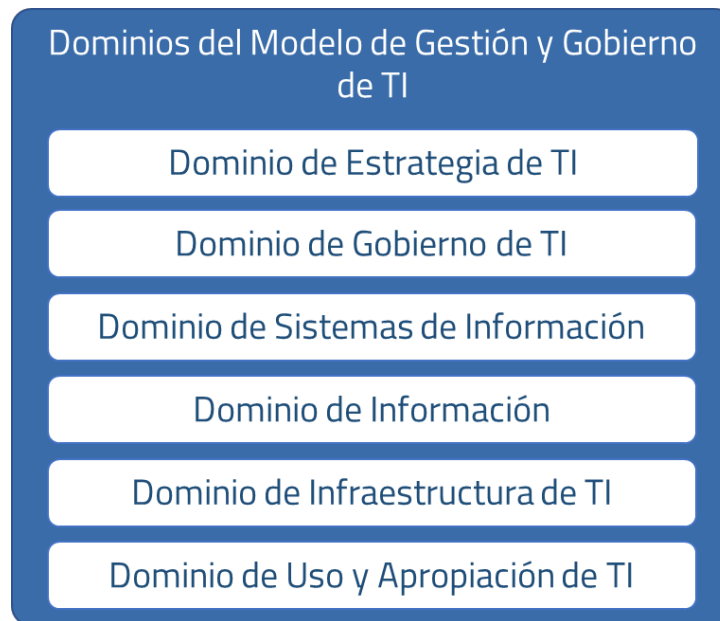 Dominios del Modelo de Gestión y Gobierno
de TI
Dominio de Estrategia de TI
Dominio de Gobierno de TI
Dominio de Sistemas de Información
Dominio de Información
Dominio de Infraestructura de TI
Dominio de Uso y Apropiación de TI